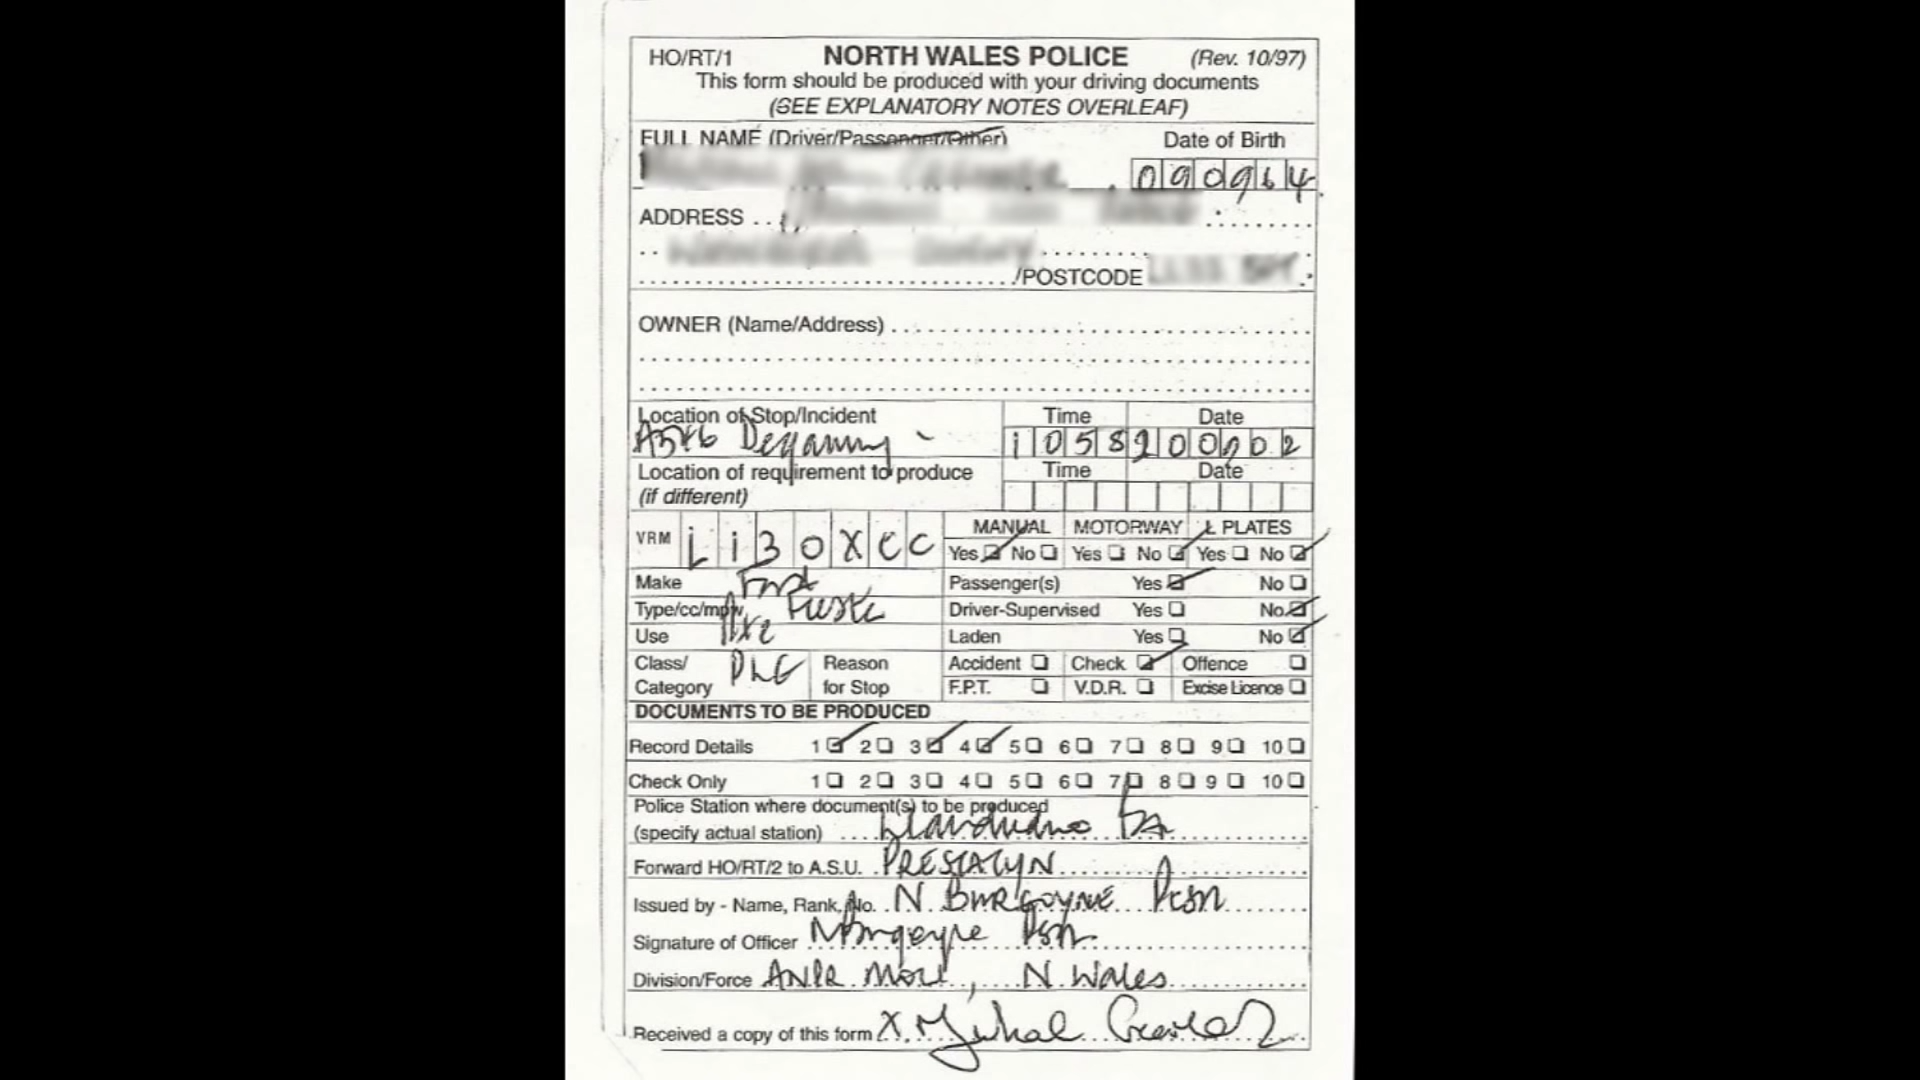 HO/RT/1 NORTH WALES POLICE (Rev. 10/97)
This form should be produced with your driving documents
(SEE EXPLANATORY NOTES OVERLEAF)
FULL NAME (Driver/Passenger/Other) Date of Birth
090964
ADDRESS
/POSTCODE
OWNER (Name/Address)
Location of Stop/Incident Time Date
A546 Deganwy 1058
Location of requirement to produce Time Date
(if different)
MANUAL MOTORWAY L PLATES
VRM L130XCC Yes No Yes No Yes No
Make Ford Passenger(s) Yes No
Type/cc/mpw Fiesta Driver-Supervised Yes No
Use Laden Yes No
Class/ Reason Accident Check Offence
Category for Stop F.P.T. V.D.R. Excise Licence
DOCUMENTS TO BE PRODUCED
Record Details 1 2 3 4 5 6 7 8 9 10
Check Only 1 2 3 4 5 6 7 8 9 10
Police Station where document(s) to be produced
(specify actual station) Llandudno
Forward HO/RT/2 to A.S.U. PRESTATYN
Issued by - Name, Rank, No. N BURGOYNE
Signature of Officer NBurgoyne
Division/Force ANPR N. Wales
Received a copy of this form X